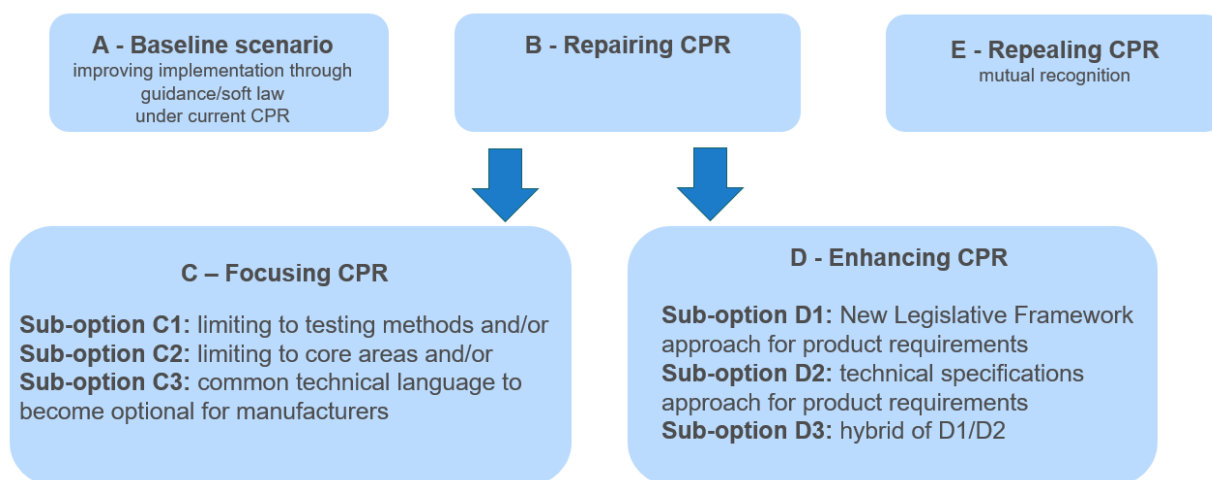 A - Baseline scenario
improving implementation through
guidance/soft law
under current CPR
B - Repairing CPR
E - Repealing CPR
mutual recognition
C – Focusing CPR
Sub-option C1: limiting to testing methods and/or
Sub-option C2: limiting to core areas and/or
Sub-option C3: common technical language to
become optional for manufacturers
D - Enhancing CPR
Sub-option D1: New Legislative Framework
approach for product requirements
Sub-option D2: technical specifications
approach for product requirements
Sub-option D3: hybrid of D1/D2